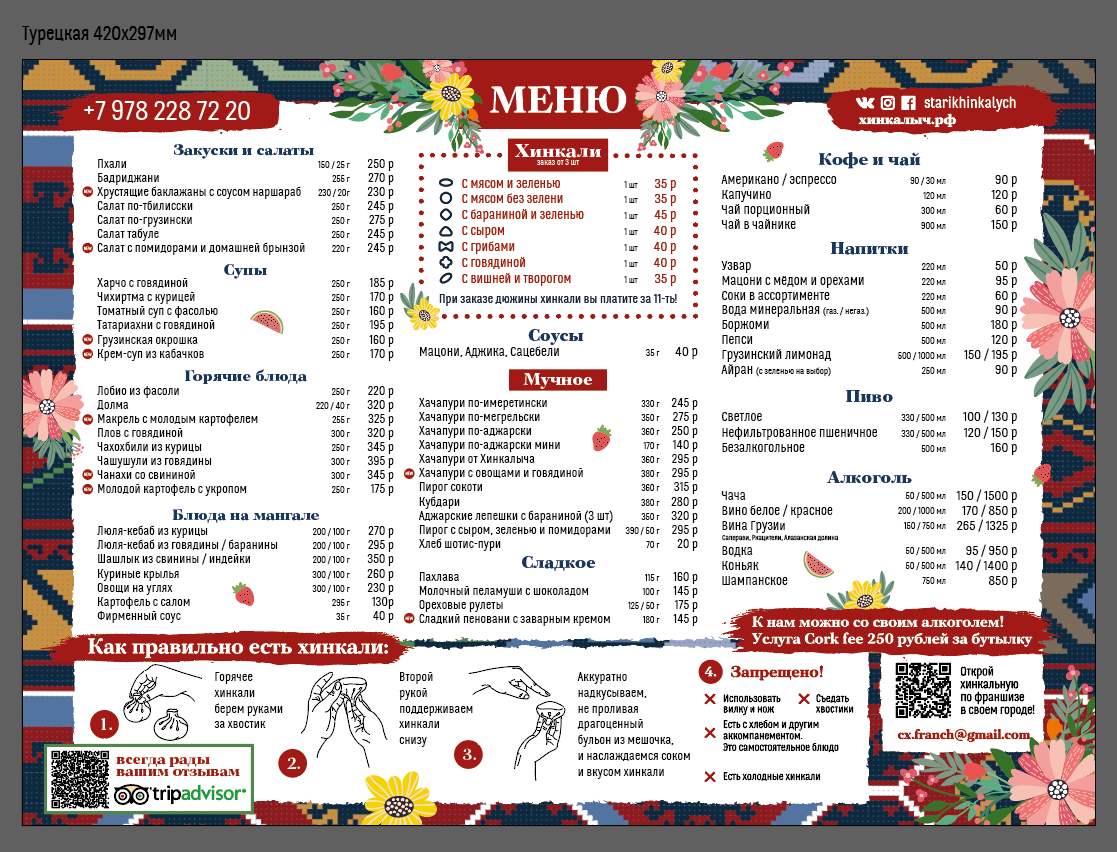 Турецкая 420х297мм
+7 978 228 72 20
МЕНЮ
starikhinkalych
хинкалыч.рф
Закуски и салаты
Пхали 150 / 25 г 250 р
Бадриджани 255 г 270 р
Хрустящие баклажаны с соусом наршараб 230 / 20г 230 р
Салат по-тбилисски 250 г 245 р
Салат по-грузински 250 г 275 р
Салат табуле 250 г 245 р
Салат с помидорами и домашней брынзой 220 г 245 р
Супы
Харчо с говядиной 250 г 185 р
Чихиртма с курицей 250 г 170 р
Томатный суп с фасолью 250 г 160 р
Татариахни с говядиной 250 г 195 р
Грузинская окрошка 250 г 160 р
Крем-суп из кабачков 250 г 170 р
Горячие блюда
Лобио из фасоли 250 г 220 р
Долма 220 / 40 г 320 р
Макрель с молодым картофелем 255 г 325 р
Плов с говядиной 300 г 320 р
Чахохбили из курицы 250 г 345 р
Чашушули из говядины 300 г 395 р
Чанахи со свининой 300 г 345 р
Молодой картофель с укропом 250 г 175 р
Блюда на мангале
Люля-кебаб из курицы 200 / 100 г 270 р
Люля-кебаб из говядины / баранины 200 / 100 г 295 р
Шашлык из свинины / индейки 200 / 100 г 350 р
Куриные крылья 300 / 100 г 260 р
Овощи на углях 300 / 100 г 230 р
Картофель с салом 295 г 130р
Фирменный соус 35 г 40 р
Хинкали
заказ от 3 шт
С мясом и зеленью 1 шт 35 р
С мясом без зелени 1 шт 35 р
С бараниной и зеленью 1 шт 45 р
С сыром 1 шт 40 р
С грибами 1 шт 40 р
С говядиной 1 шт 40 р
С вишней и творогом 1 шт 35 р
При заказе дюжины хинкали вы платите за 11-ть!
Соусы
Мацони, Аджика, Сацебели 35 г 40 р
Мучное
Хачапури по-имеретински 330 г 245 р
Хачапури по-мегрельски 350 г 275 р
Хачапури по-аджарски 360 г 250 р
Хачапури по-аджарски мини 170 г 140 р
Хачапури от Хинкалыча 360 г 295 р
Хачапури с овощами и говядиной 380 г 295 р
Пирог сокоти 360 г 315 р
Кубдари 380 г 280 р
Аджарские лепешки с бараниной (3 шт) 350 г 320 р
Пирог с сыром, зеленью и помидорами 390 / 50 г 295 р
Хлеб шотис-пури 70 г 20 р
Сладкое
Пахлава 115 г 160 р
Молочный пеламуши с шоколадом 100 г 145 р
Ореховые рулеты 125 / 50 г 175 р
Сладкий пеновани с заварным кремом 180 г 145 р
Кофе и чай
Американо / эспрессо 90 / 30 мл 90 р
Капучино 120 мл 120 р
Чай порционный 300 мл 60 р
Чай в чайнике 900 мл 150 р
Напитки
Узвар 220 мл 50 р
Мацони с мёдом и орехами 220 мл 95 р
Соки в ассортименте 220 мл 60 р
Вода минеральная (газ. / негаз.) 500 мл 90 р
Боржоми 500 мл 180 р
Пепси 500 мл 120 р
Грузинский лимонад 500 / 1000 мл 150 / 195 р
Айран (с зеленью на выбор) 250 мл 90 р
Пиво
Светлое 330 / 500 мл 100 / 130 р
Нефильтрованное пшеничное 330 / 500 мл 120 / 150 р
Безалкогольное 500 мл 160 р
Алкоголь
Чача 50 / 500 мл 150 / 1500 р
Вино белое / красное 200 / 1000 мл 170 / 850 р
Вина Грузии 150 / 750 мл 265 / 1325 р
Саперави, Ркацители, Алазанская долина
Водка 50 / 500 мл 95 / 950 р
Коньяк 50 / 500 мл 140 / 1400 р
Шампанское 750 мл 850 р
К нам можно со своим алкоголем!
Услуга Cork fee 250 рублей за бутылку
Как правильно есть хинкали:
1.
Горячее
хинкали
берем руками
за хвостик
2.
Второй
рукой
поддерживаем
хинкали
снизу
3.
Аккуратно
надкусываем,
не проливая
драгоценный
бульон из мешочка,
и наслаждаемся соком
и вкусом хинкали
4. Запрещено!
Использовать
вилку и нож
Съедать
хвостики
Есть с хлебом и другим
аккомпанементом.
Это самостоятельное блюдо
Есть холодные хинкали
Открой
хинкальную
по франшизе
в своем городе!
cx.franch@gmail.com
всегда рады
вашим отзывам
tripadvisor